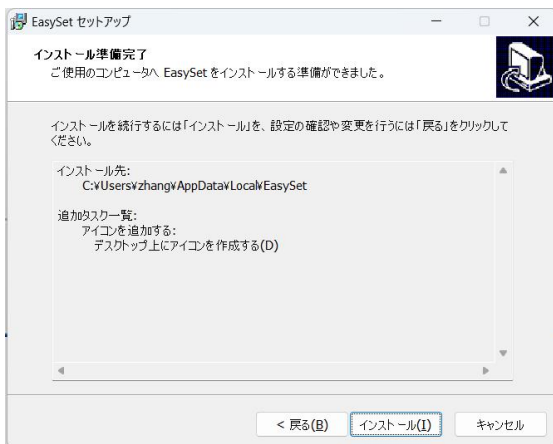 EasySet セットアップ
インストール準備完了
ご使用のコンピュータへ EasySet をインストールする準備ができました。
インストールを続行するには「インストール」を、設定の確認や変更を行うには「戻る」をクリックして
ください。
インストール先:
C:¥Users¥zhang¥AppData¥Local¥EasySet
追加タスク一覧:
アイコンを追加する:
デスクトップ上にアイコンを作成する(D)
< 戻る(B)
インストール(I)
キャンセル